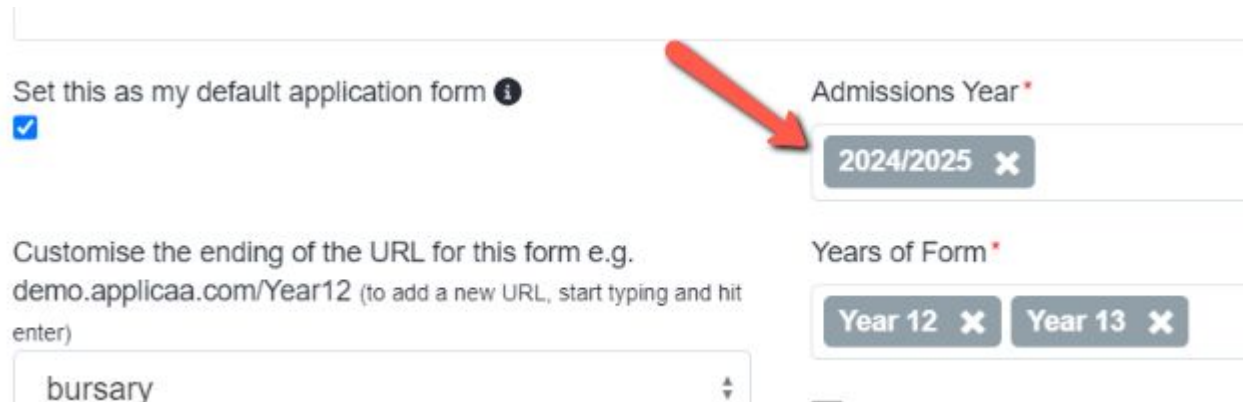 Set this as my default application form
Admissions Year*
2024/2025
Customise the ending of the URL for this form e.g.
demo.applicaa.com/Year12 (to add a new URL, start typing and hit
enter)
bursary
Years of Form*
Year 12 Year 13